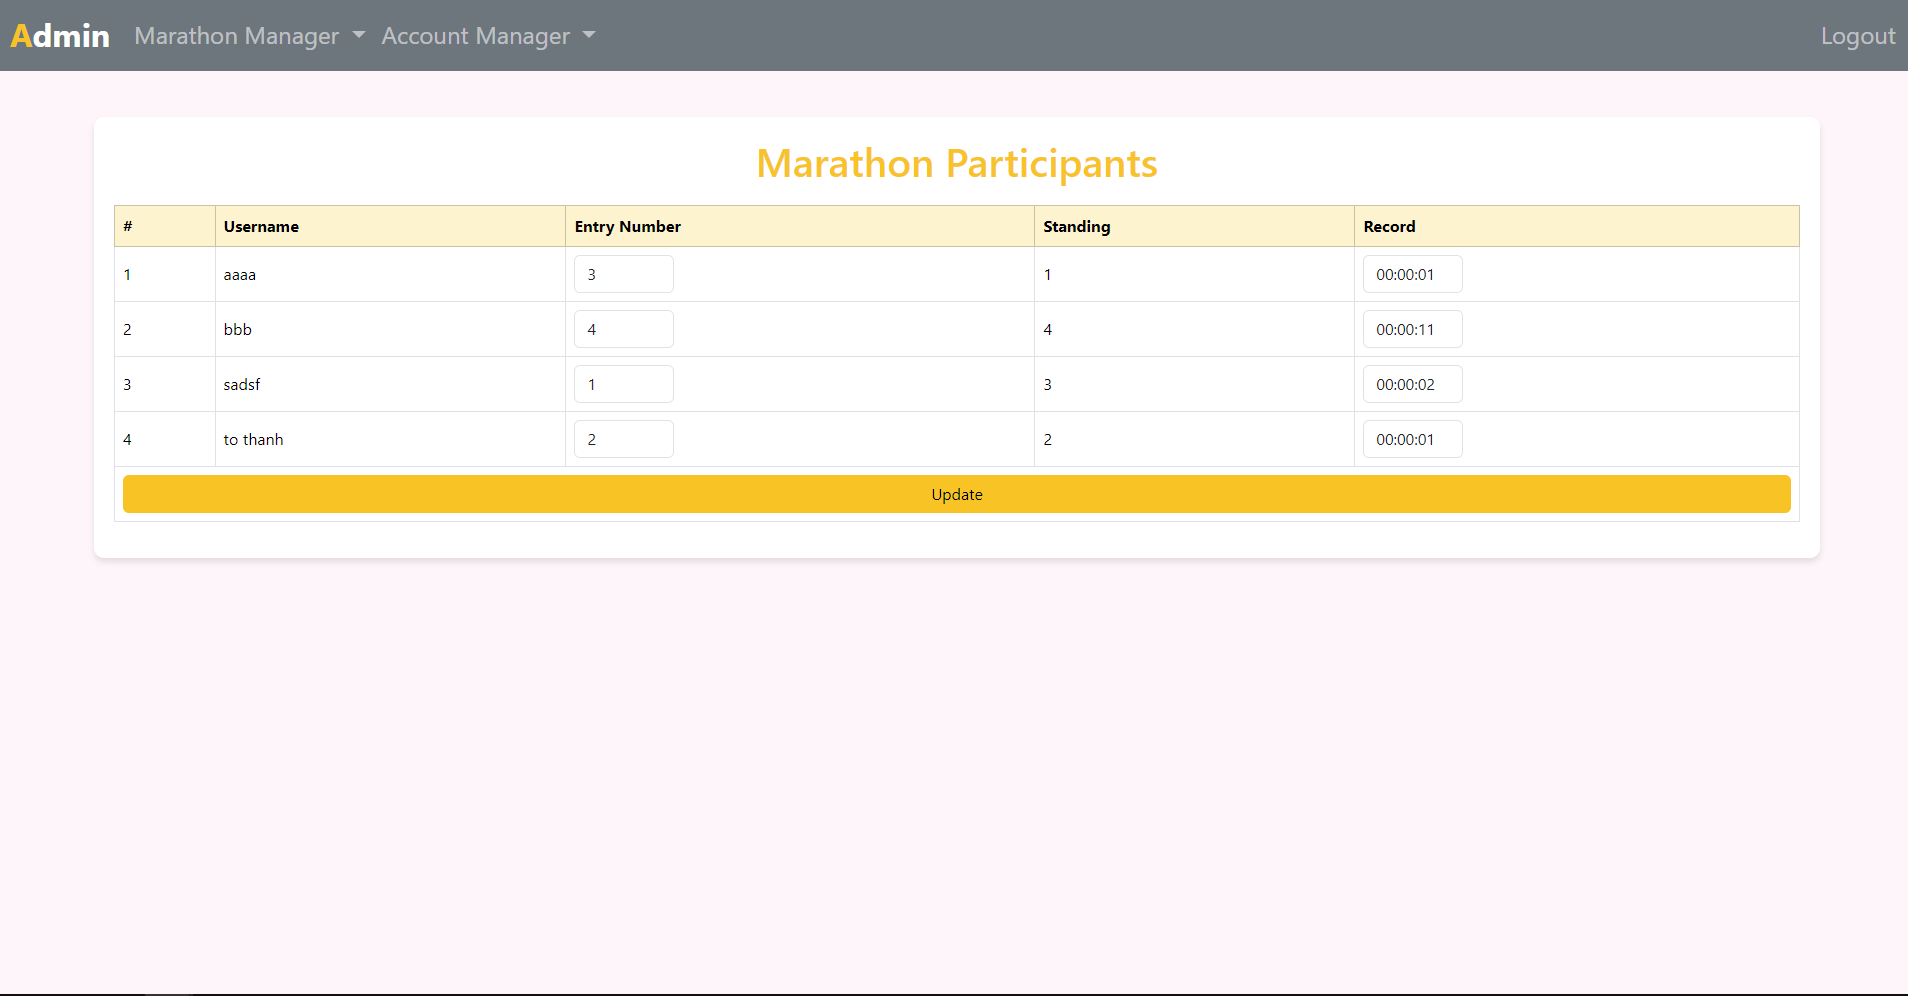 Admin Marathon Manager Account Manager Logout
Marathon Participants
# Username Entry Number Standing Record
1 aaaa 3 1 00:00:01
2 bbb 4 4 00:00:11
3 sadsf 1 3 00:00:02
4 to thanh 2 2 00:00:01
Update